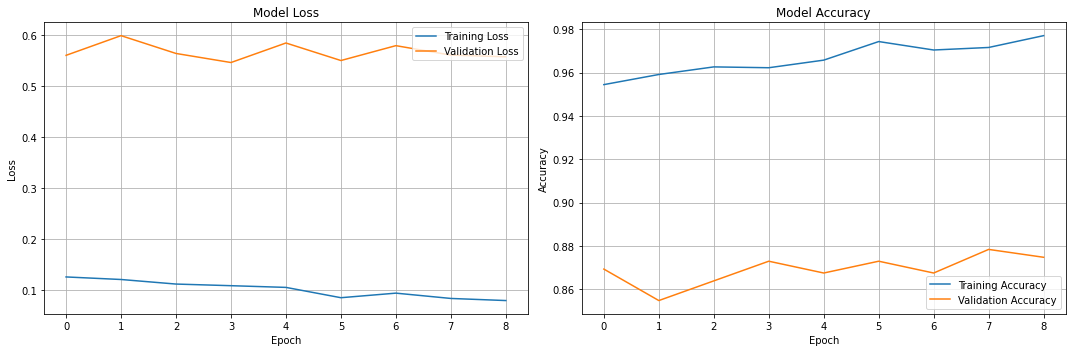 Model Loss
0.6
0.5
0.4
0.3
0.2
0.1
Loss
Training Loss
Validation Loss
0 1 2 3 4 5 6 7 8
Epoch
Model Accuracy
0.98
0.96
0.94
0.92
0.90
0.88
0.86
Accuracy
Training Accuracy
Validation Accuracy
0 1 2 3 4 5 6 7 8
Epoch